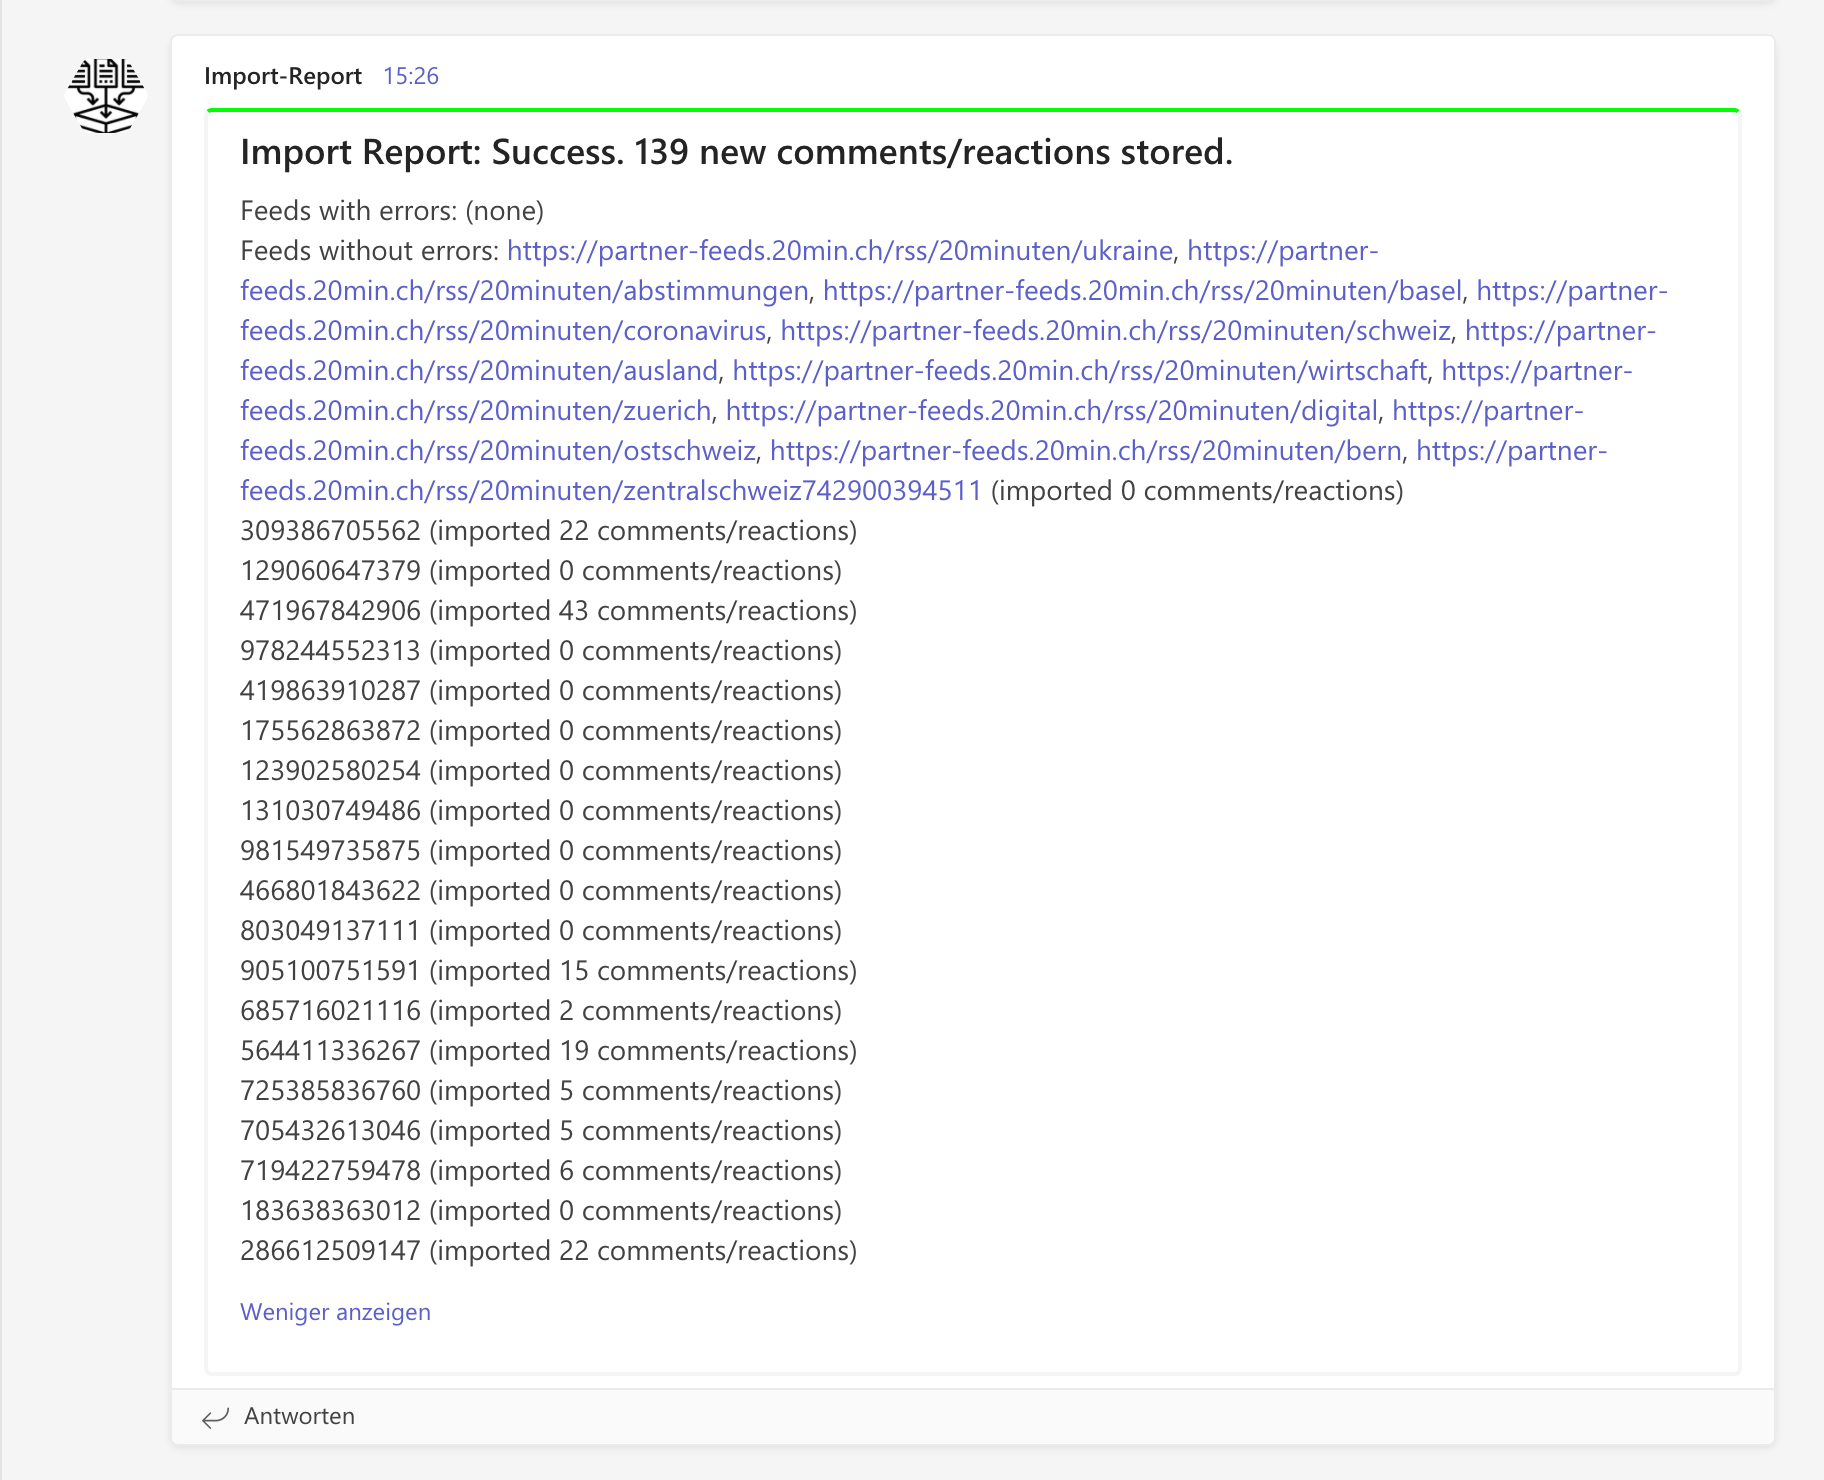 Import-Report 15:26
Import Report: Success. 139 new comments/reactions stored.
Feeds with errors: (none)
Feeds without errors: https://partner-feeds.20min.ch/rss/20minuten/ukraine, https://partner-
feeds.20min.ch/rss/20minuten/abstimmungen, https://partner-feeds.20min.ch/rss/20minuten/basel, https://partner-
feeds.20min.ch/rss/20minuten/coronavirus, https://partner-feeds.20min.ch/rss/20minuten/schweiz, https://partner-
feeds.20min.ch/rss/20minuten/ausland, https://partner-feeds.20min.ch/rss/20minuten/wirtschaft, https://partner-
feeds.20min.ch/rss/20minuten/zuerich, https://partner-feeds.20min.ch/rss/20minuten/digital, https://partner-
feeds.20min.ch/rss/20minuten/ostschweiz, https://partner-feeds.20min.ch/rss/20minuten/bern, https://partner-
feeds.20min.ch/rss/20minuten/zentralschweiz742900394511 (imported 0 comments/reactions)
309386705562 (imported 22 comments/reactions)
129060647379 (imported 0 comments/reactions)
471967842906 (imported 43 comments/reactions)
978244552313 (imported 0 comments/reactions)
419863910287 (imported 0 comments/reactions)
175562863872 (imported 0 comments/reactions)
123902580254 (imported 0 comments/reactions)
131030749486 (imported 0 comments/reactions)
981549735875 (imported 0 comments/reactions)
466801843622 (imported 0 comments/reactions)
803049137111 (imported 0 comments/reactions)
905100751591 (imported 15 comments/reactions)
685716021116 (imported 2 comments/reactions)
564411336267 (imported 19 comments/reactions)
725385836760 (imported 5 comments/reactions)
705432613046 (imported 5 comments/reactions)
719422759478 (imported 6 comments/reactions)
183638363012 (imported 0 comments/reactions)
286612509147 (imported 22 comments/reactions)
Weniger anzeigen
Antworten